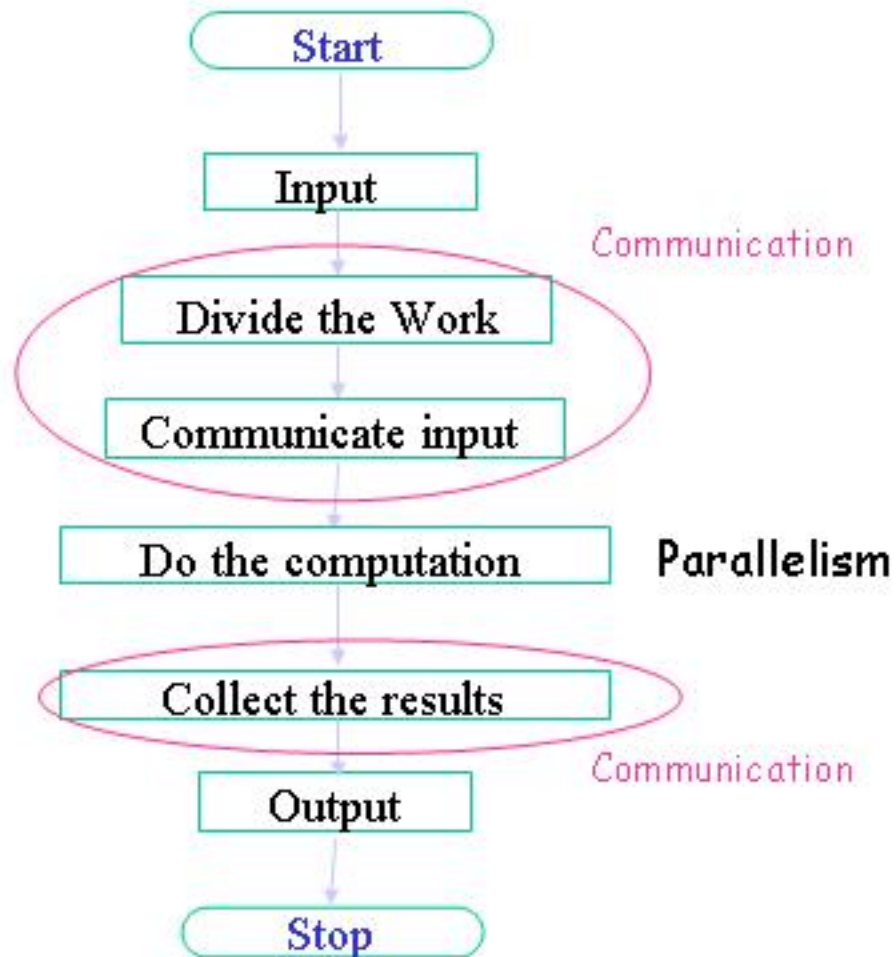 Start
Input
Communication
Divide the Work
Communicate input
Do the computation
Parallelism
Collect the results
Communication
Output
Stop